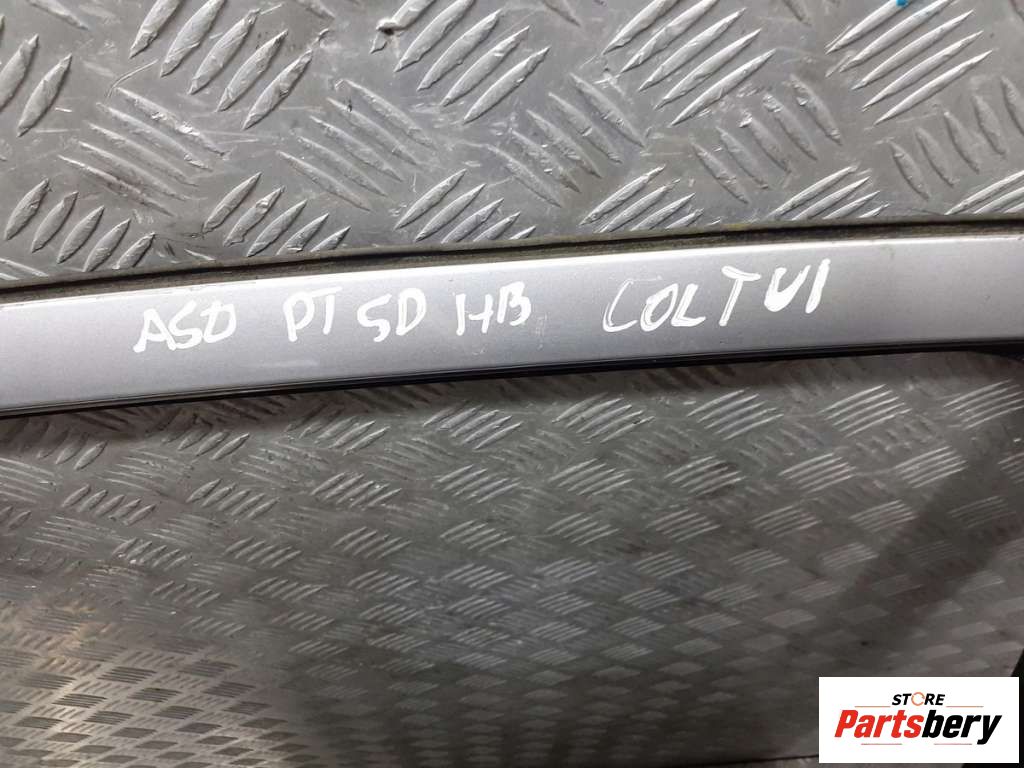 ASD PT 5D HB COLT VI
STORE
Partsbery